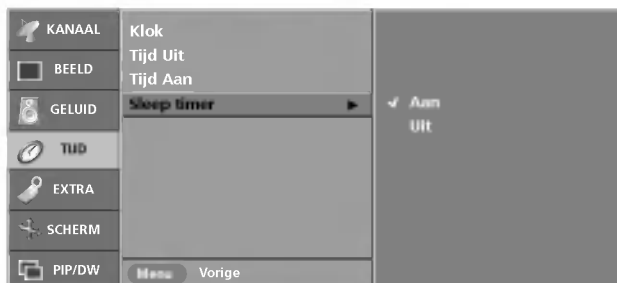 KANAAL
BEELD
GELUID
TIJD
EXTRA
SCHERM
PIP/DW
Klok
Tijd Uit
Tijd Aan
Sleep timer
Menu Vorige
Aan
Uit